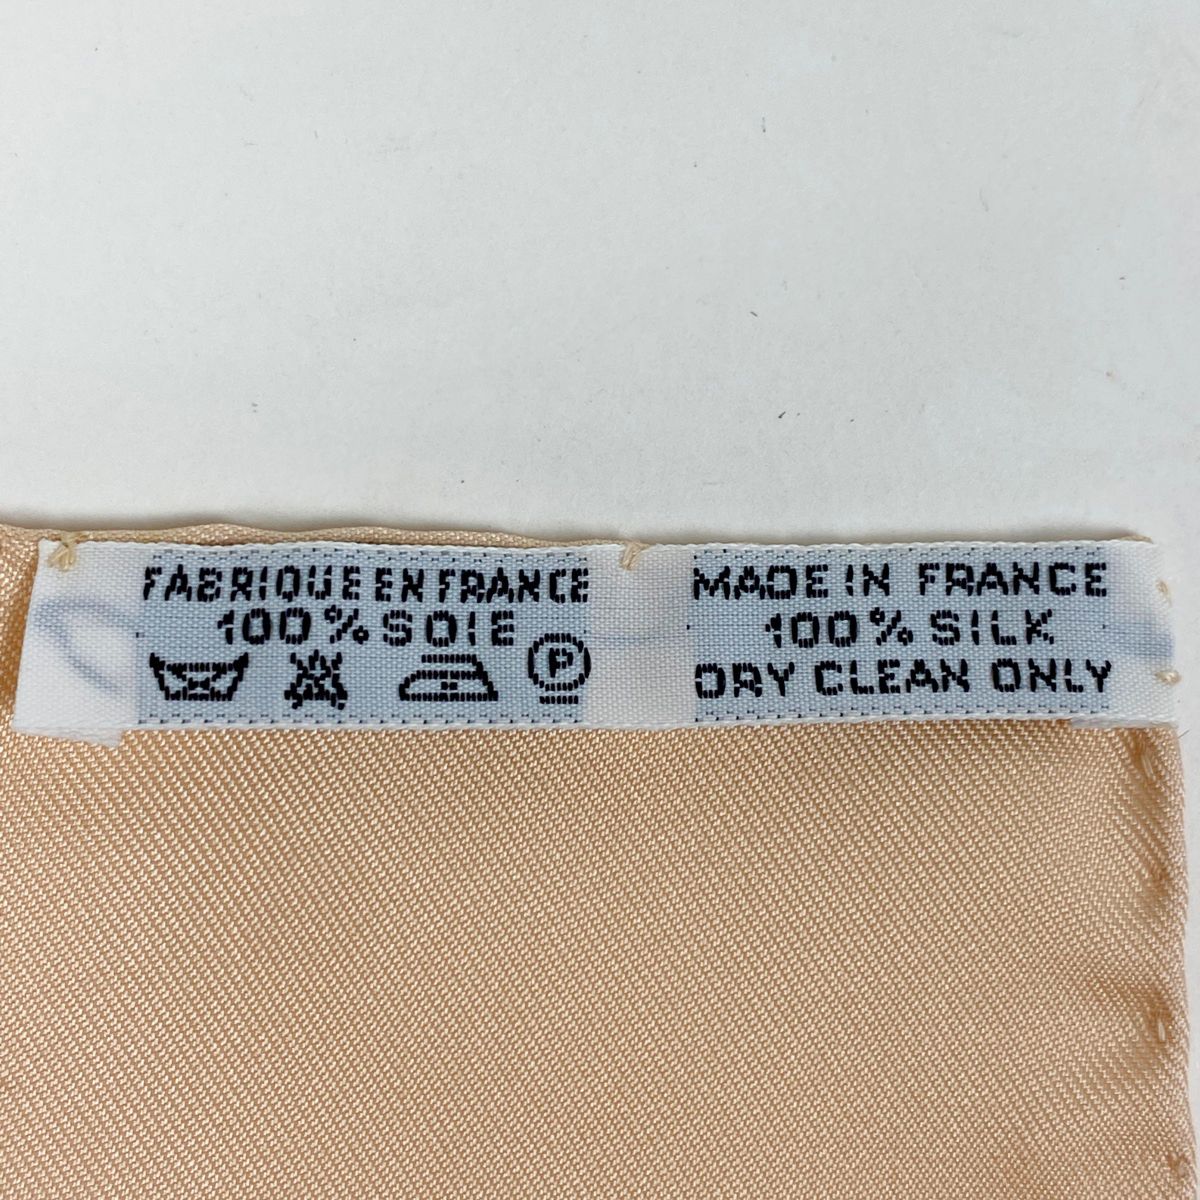 FABRIQUE EN FRANCE
100% SOIE
P
MADE IN FRANCE
100% SILK
DRY CLEAN ONLY